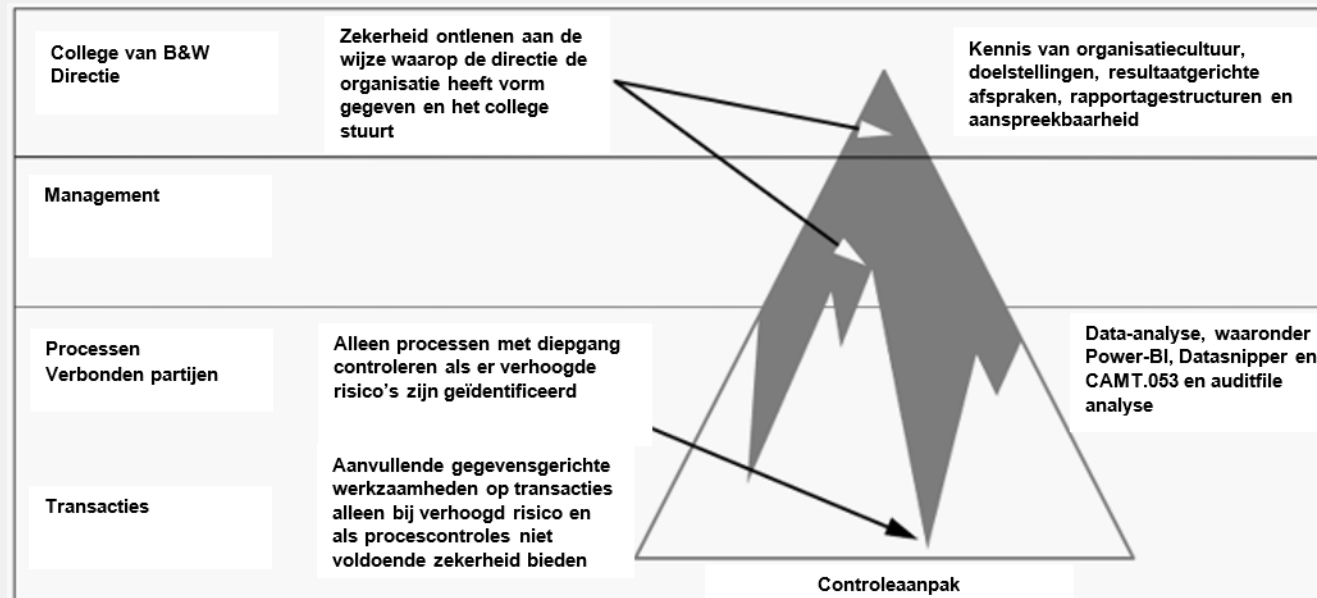 College van B&W
Directie
Zekerheid ontlenen aan de
wijze waarop de directie de
organisatie heeft vorm
gegeven en het college
stuurt
Kennis van organisatiecultuur,
doelstellingen, resultaatgerichte
afspraken, rapportagestructuren en
aanspreekbaarheid
Management
Processen
Verbonden partijen
Alleen processen met diepgang
controleren als er verhoogde
risico's zijn geïdentificeerd
Data-analyse, waaronder
Power-BI, Datasnipper en
CAMT.053 en auditfile
analyse
Transacties
Aanvullende gegevensgerichte
werkzaamheden op transacties
alleen bij verhoogd risico en
als procescontroles niet
voldoende zekerheid bieden
Controleaanpak